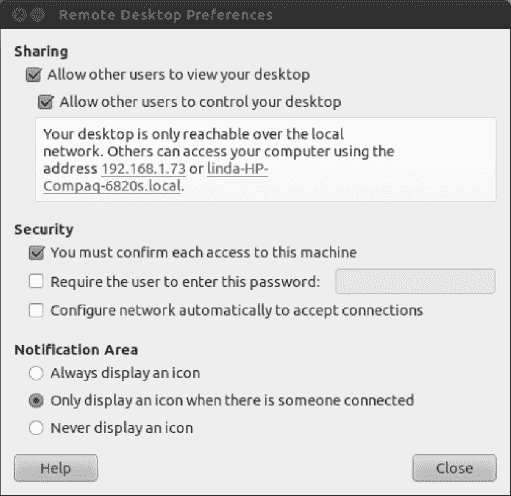 Remote Desktop Preferences
Sharing
Allow other users to view your desktop
Allow other users to control your desktop
Your desktop is only reachable over the local
network. Others can access your computer using the
address 192.168.1.73 or linda-HP-
Compaq-6820s.local.
Security
You must confirm each access to this machine
Require the user to enter this password:
Configure network automatically to accept connections
Notification Area
Always display an icon
Only display an icon when there is someone connected
Never display an icon
Help Close